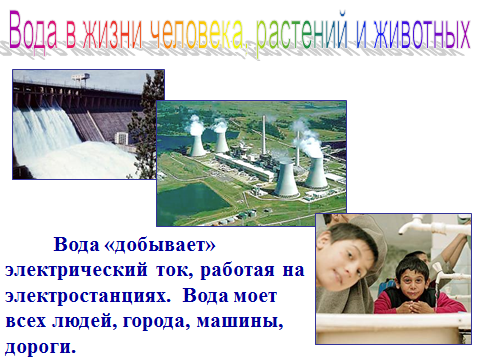 Вода в жизни человека, растений и животных
Вода «добывает»
электрический ток, работая на
электростанциях. Вода моет
всех людей, города, машины,
дороги.